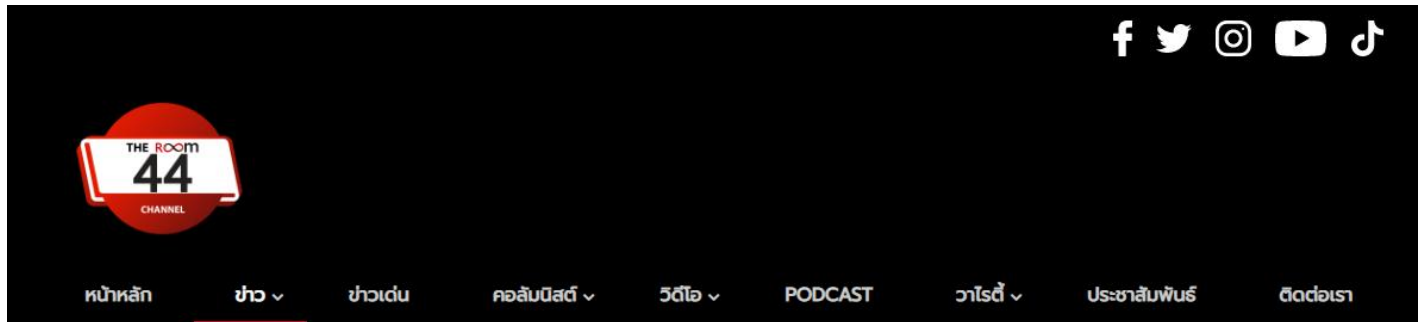 THE ROOM
44
CHANNEL
หน้าหลัก ข่าว ข่าวเด่น คอลัมนิสต์ วิดีโอ PODCAST วาไรตี้ ประชาสัมพันธ์ ติดต่อเรา